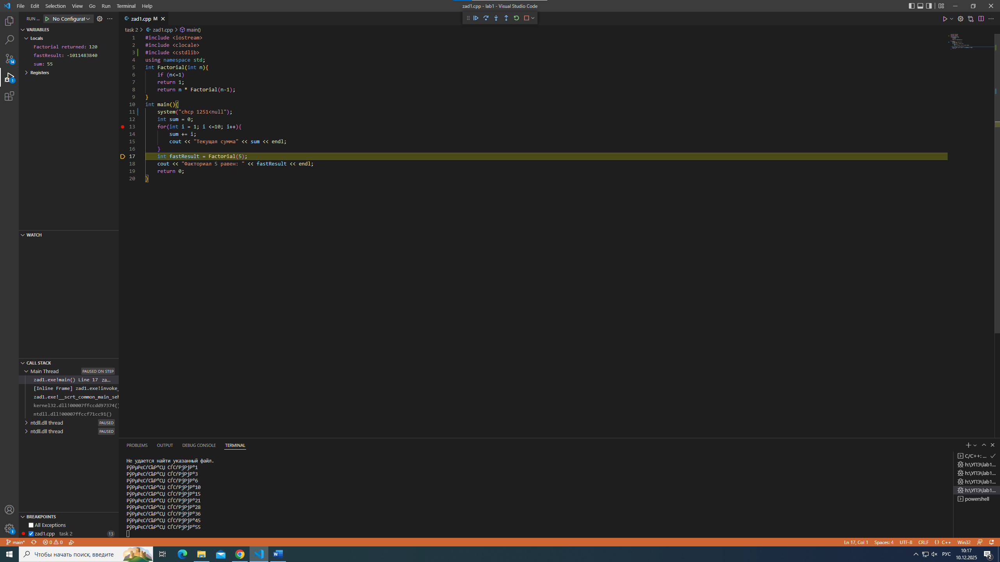 File Edit Selection View Go Run Terminal Help
zad1.cpp - lab1 - Visual Studio Code
RUN ... No Configurat
zad1.cpp M
task 2 > zad1.cpp > main()
VARIABLES
Locals
Factorial returned: 120
fastResult: -1011483840
sum: 55
Registers
1 #include <iostream>
2 #include <clocale>
3 #include <cstdlib>
4 using namespace std;
5 int Factorial(int n){
6 if (n<=1)
7 return 1;
8 return n * Factorial(n-1);
9 }
10 int main(){
11 system("chcp 1251<null");
12 int sum = 0;
13 for(int i = 1; i <=10; i++){
14 sum += i;
15 cout << "Текущая сумма" << sum << endl;
16 }
17 int fastResult = Factorial(5);
18 cout << "Факториал 5 равен: " << fastResult << endl;
19 return 0;
20 }
14
1
WATCH
CALL STACK
Main Thread PAUSED ON STEP
zad1.exe!main() Line 17 za...
[Inline Frame] zad1.exe!invoke_
zad1.exe!__scrt_common_main_seh
kernel32.dll!00007ffccdd97374()
ntdll.dll!00007ffccf71cc91()
ntdll.dll thread PAUSED
ntdll.dll thread PAUSED
BREAKPOINTS
All Exceptions
zad1.cpp task 2 13
1
PROBLEMS OUTPUT DEBUG CONSOLE TERMINAL
Не удается найти указанный файл.
РўРµРєСѓС‰Р°СЏ СЃСѓРјРјР°1
РўРµРєСѓС‰Р°СЏ СЃСѓРјРјР°3
РўРµРєСѓС‰Р°СЏ СЃСѓРјРјР°6
РўРµРєСѓС‰Р°СЏ СЃСѓРјРјР°10
РўРµРєСѓС‰Р°СЏ СЃСѓРјРјР°15
РўРµРєСѓС‰Р°СЏ СЃСѓРјРјР°21
РўРµРєСѓС‰Р°СЏ СЃСѓРјРјР°28
РўРµРєСѓС‰Р°СЏ СЃСѓРјРјР°36
РўРµРєСѓС‰Р°СЏ СЃСѓРјРјР°45
РўРµРєСѓС‰Р°СЏ СЃСѓРјРјР°55
C/C++: ...
h:\УПЭ\lab1...
h:\УПЭ\lab1...
h:\УПЭ\lab1...
h:\УПЭ\lab1...
powershell
main* 0 0
Ln 17, Col 1 Spaces: 4 UTF-8 CRLF {} C++ Win32
Чтобы начать поиск, введите
РУС
10:17
10.12.2025
2